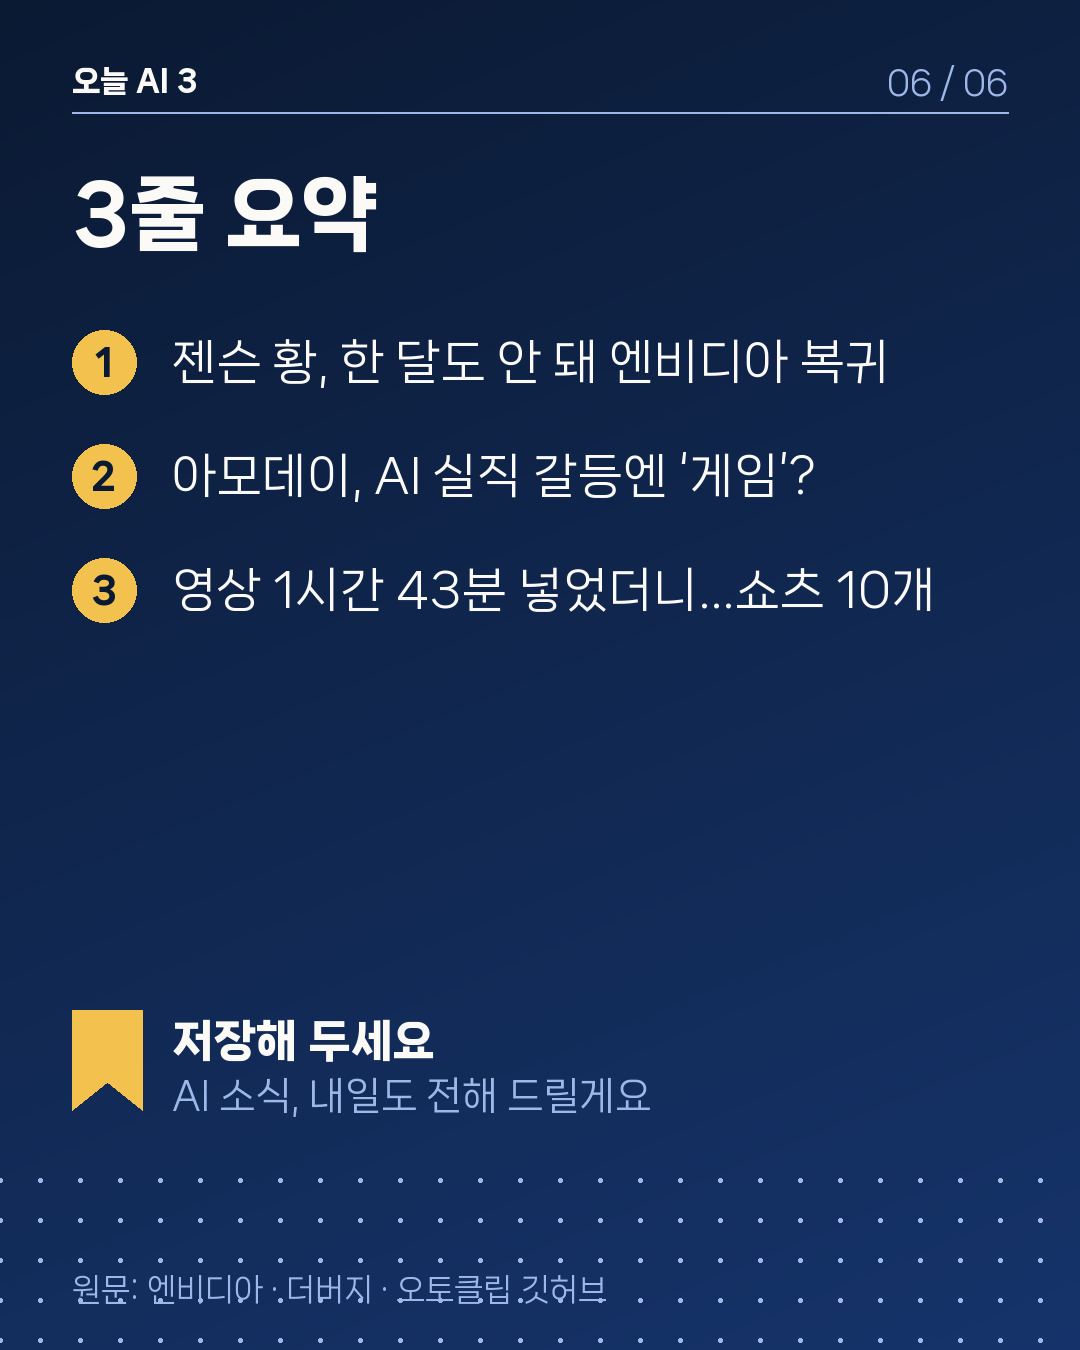 오늘 AI 3
06 / 06
3줄 요약
1 젠슨 황, 한 달도 안 돼 엔비디아 복귀
2 아모데이, AI 실직 갈등엔 ‘게임’?
3 영상 1시간 43분 넣었더니…쇼츠 10개
저장해 두세요
AI 소식, 내일도 전해 드릴게요
원문: 엔비디아 · 더버지 · 오토클립 깃허브